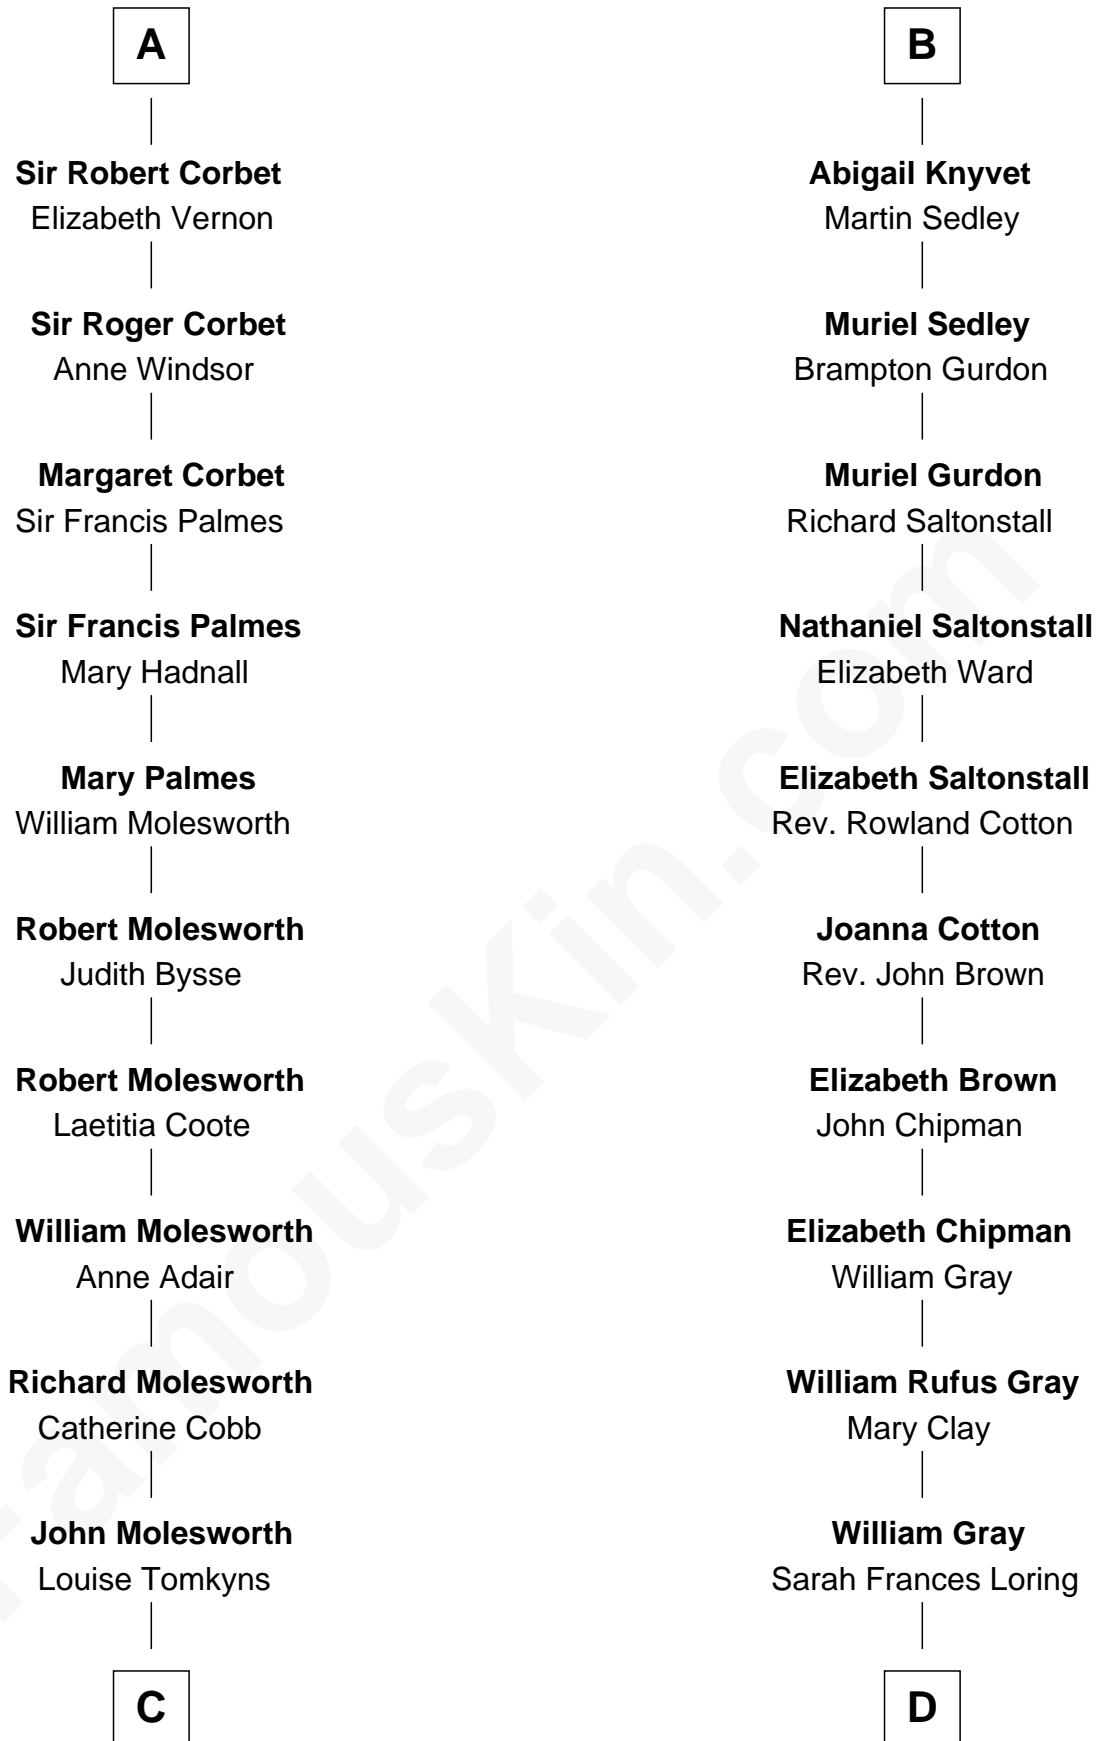 A
Sir Robert Corbet
Elizabeth Vernon
Sir Roger Corbet
Anne Windsor
Margaret Corbet
Sir Francis Palmes
Sir Francis Palmes
Mary Hadnall
Mary Palmes
William Molesworth
Robert Molesworth
Judith Bysse
Robert Molesworth
Laetitia Coote
William Molesworth
Anne Adair
Richard Molesworth
Catherine Cobb
John Molesworth
Louise Tomkyns
C
B
Abigail Knyvet
Martin Sedley
Muriel Sedley
Brampton Gurdon
Muriel Gurdon
Richard Saltonstall
Nathaniel Saltonstall
Elizabeth Ward
Elizabeth Saltonstall
Rev. Rowland Cotton
Joanna Cotton
Rev. John Brown
Elizabeth Brown
John Chipman
Elizabeth Chipman
William Gray
William Rufus Gray
Mary Clay
William Gray
Sarah Frances Loring
D
FamousKin.com